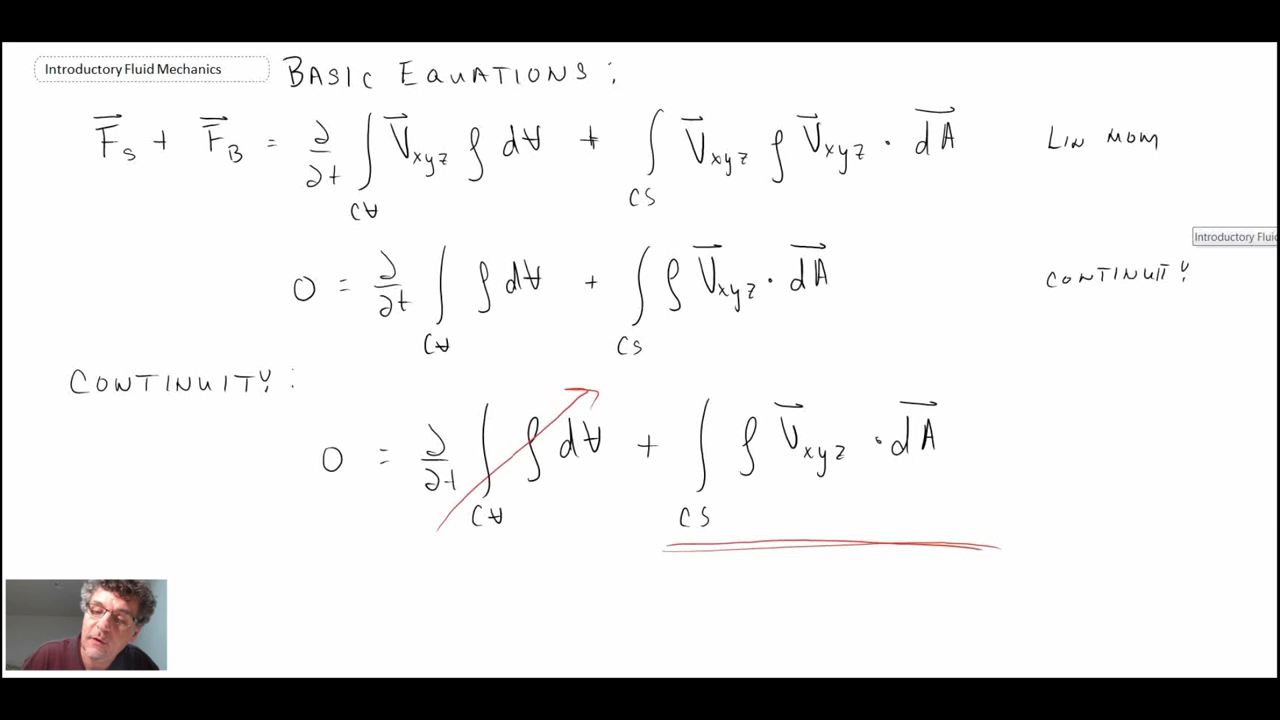 Introductory Fluid Mechanics BASIC EQUATIONS :
F⃗s + F⃗B = ∂/∂t ∫CV V⃗xyz ρ dV + ∫CS V⃗xyz ρ V⃗xyz · dA⃗ LIN MOM
Introductory Fluid
0 = ∂/∂t ∫CV ρ dV + ∫CS ρ V⃗xyz · dA⃗ CONTINUITY
CONTINUITY :
0 = ∂/∂t ∫CV ρ dV + ∫CS ρ V⃗xyz · dA⃗